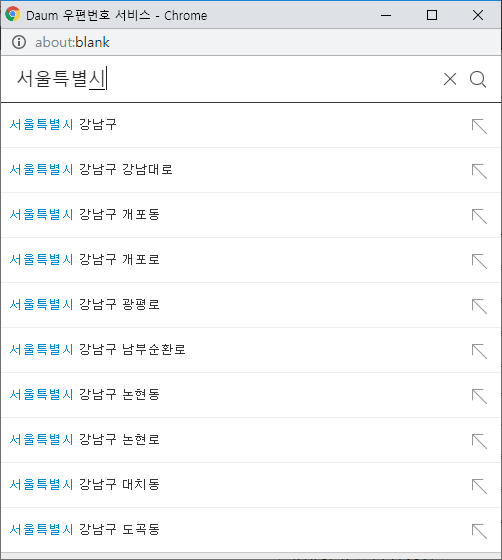 Daum 우편번호 서비스 - Chrome
about:blank
서울특별시
서울특별시 강남구
서울특별시 강남구 강남대로
서울특별시 강남구 개포동
서울특별시 강남구 개포로
서울특별시 강남구 광평로
서울특별시 강남구 남부순환로
서울특별시 강남구 논현동
서울특별시 강남구 논현로
서울특별시 강남구 대치동
서울특별시 강남구 도곡동